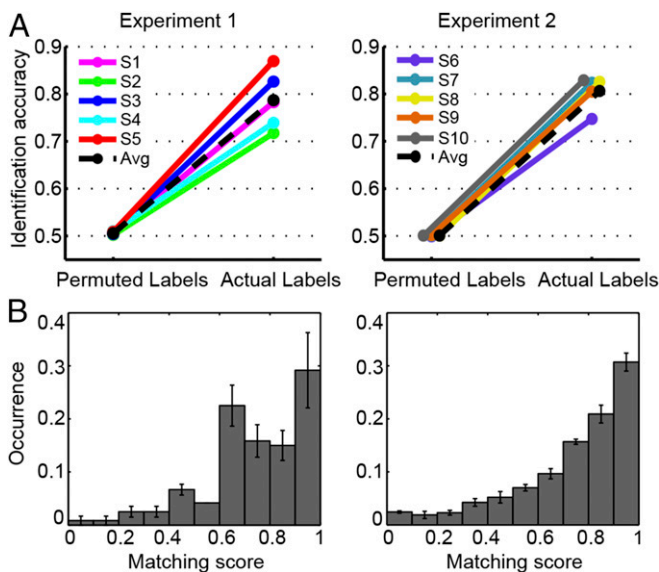 A
Experiment 1
Experiment 2
Identification accuracy
0.9
0.8
0.7
0.6
0.5
S1
S2
S3
S4
S5
Avg
Permuted Labels
Actual Labels
0.9
0.8
0.7
0.6
0.5
S6
S7
S8
S9
S10
Avg
Permuted Labels
Actual Labels
B
Occurrence
0.4
0.3
0.2
0.1
0
0 0.2 0.4 0.6 0.8 1
Matching score
0.4
0.3
0.2
0.1
0
0 0.2 0.4 0.6 0.8 1
Matching score